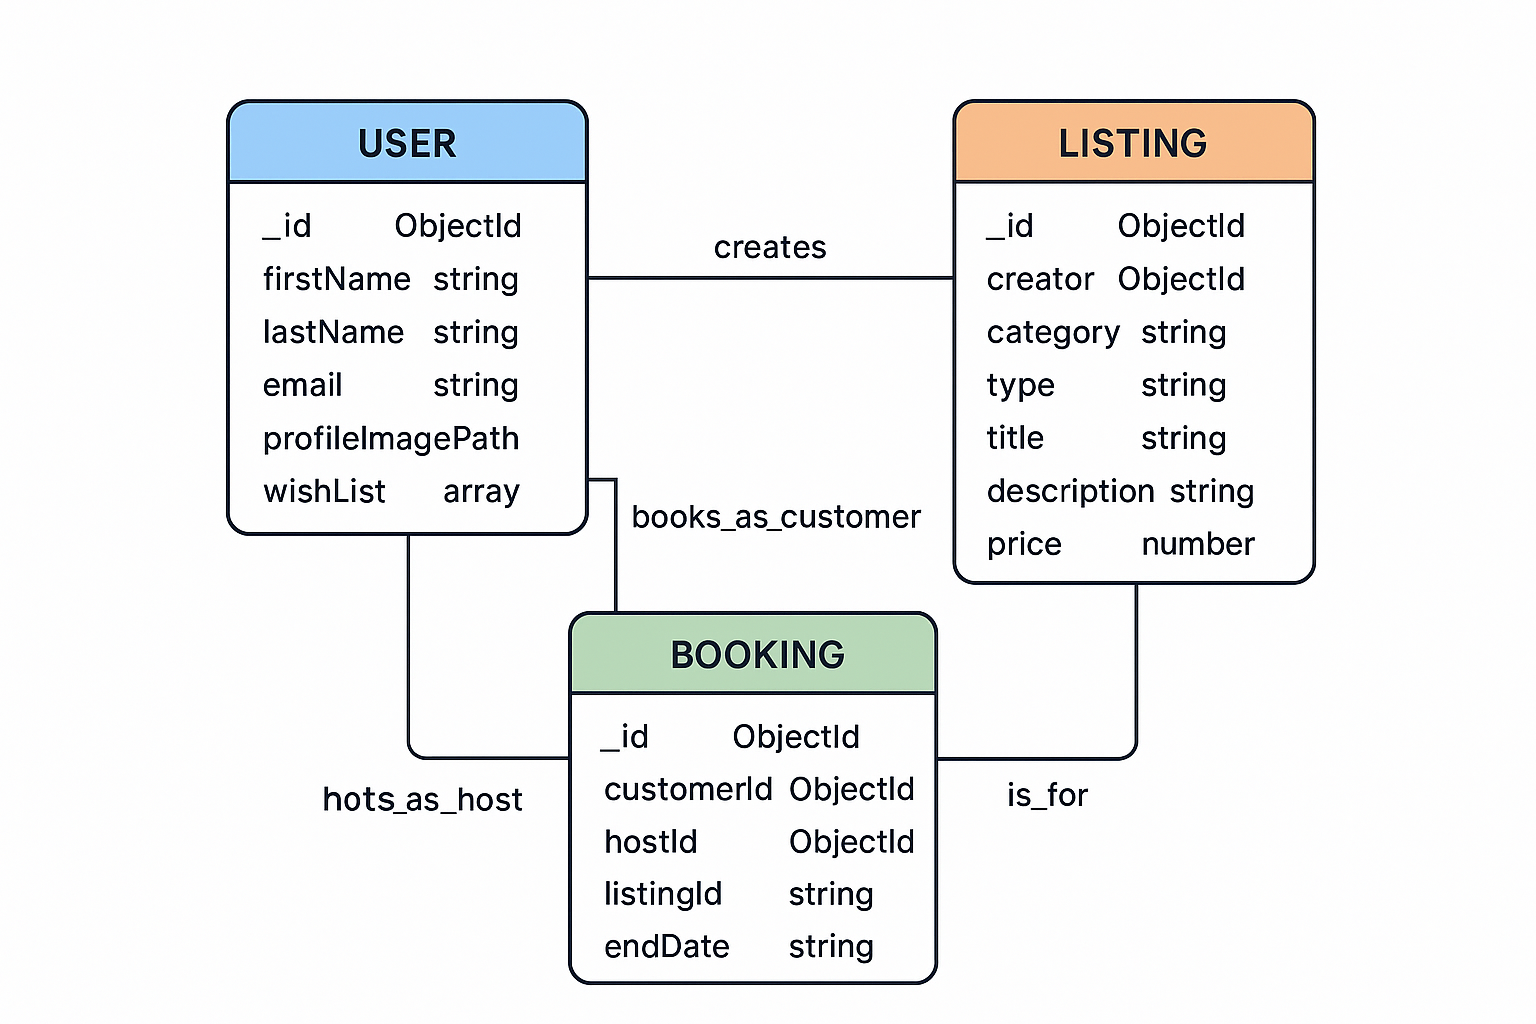 USER
_id ObjectId
firstName string
lastName string
email string
profileImagePath
wishList array
creates
LISTING
_id ObjectId
creator ObjectId
category string
type string
title string
description string
price number
books_as_customer
hots_as_host
BOOKING
_id ObjectId
customerId ObjectId
hostId ObjectId
listingId string
endDate string
is_for